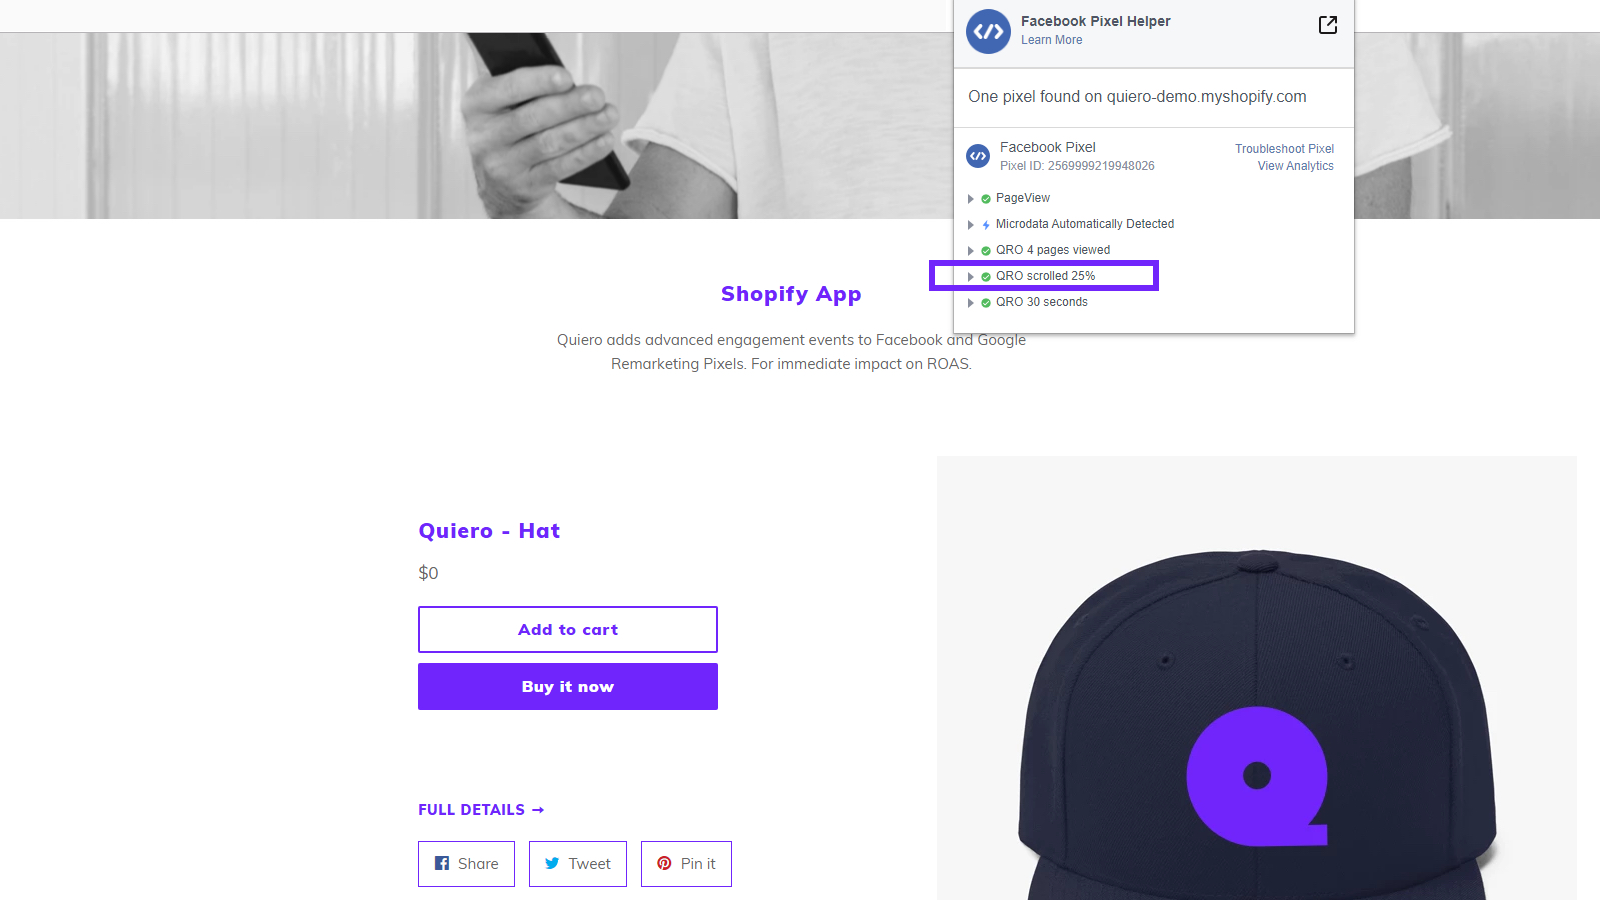 Facebook Pixel Helper
Learn More
One pixel found on quiero-demo.myshopify.com
Facebook Pixel
Troubleshoot Pixel
Pixel ID: 2569999219948026
View Analytics
PageView
Microdata Automatically Detected
QRO 4 pages viewed
QRO scrolled 25%
QRO 30 seconds
Shopify App
Quiero adds advanced engagement events to Facebook and Google
Remarketing Pixels. For immediate impact on ROAS.
Quiero - Hat
$0
Add to cart
Buy it now
FULL DETAILS →
Share
Tweet
Pin it
Q